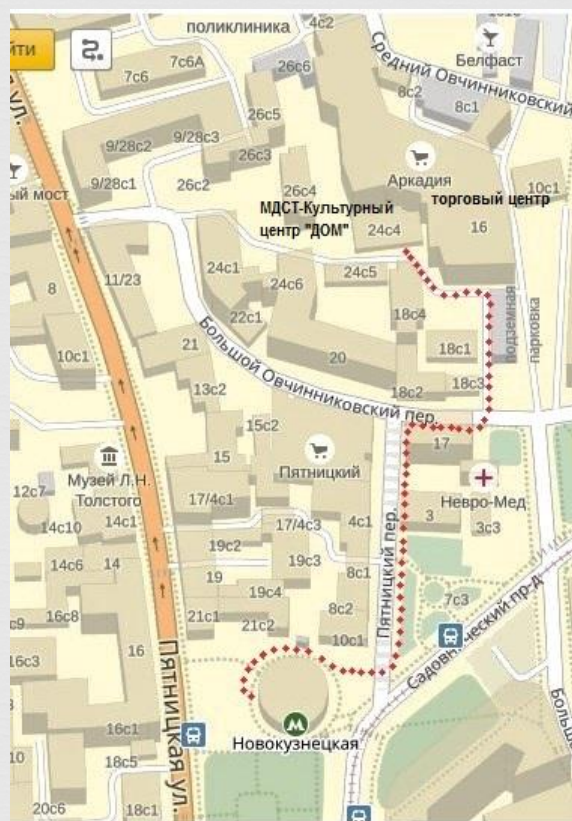 поликлиника
4с2
йти
7с6
7с6А
26с6
Белфаст
Средний Овчинниковский
8с2
8с1
ул.
9/28с2
9/28с3
26с5
26с3
9/28с1
26с2
26с4
Аркадия
торговый центр
10с1
ый мост
МДСТ-Культурный
центр "ДОМ"
24с4
16
8
11/23
24с1
24с6
24с5
22с1
18с4
подземная
парковка
10с1
21
Большой Овчинниковский пер.
20
18с1
18с2
18с3
13с2
15с2
17
15
Пятницкий
Музей Л.Н.
Толстого
Невро-Мед
12с7
14с10
14с1
17/4с1
17/4с3
4с1
3
3с3
Пятницкий пер.
14с6
14
19с2
19с3
8с1
19
19с4
7с3
16с8
с9
21с1
21с2
8с2
10с1
Садовнический пр-д
16с3
16
Пятницкая ул.
16с1
Новокузнецкая
Больш
10
18с5
20с6
18с1